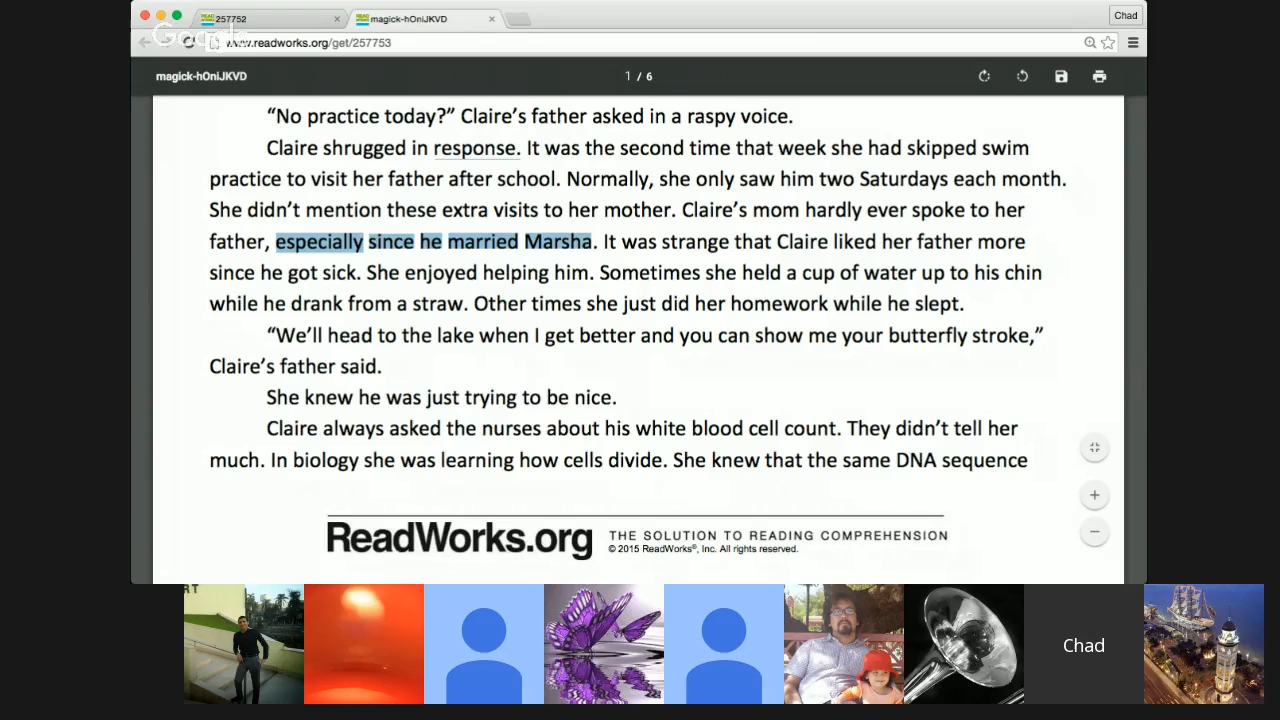 257752
magick-hOniJKVD
Chad
Google
www.readworks.org/get/257753
magick-hOniJKVD
1 / 6
“No practice today?” Claire’s father asked in a raspy voice.
Claire shrugged in response. It was the second time that week she had skipped swim
practice to visit her father after school. Normally, she only saw him two Saturdays each month.
She didn’t mention these extra visits to her mother. Claire’s mom hardly ever spoke to her
father, especially since he married Marsha. It was strange that Claire liked her father more
since he got sick. She enjoyed helping him. Sometimes she held a cup of water up to his chin
while he drank from a straw. Other times she just did her homework while he slept.
“We’ll head to the lake when I get better and you can show me your butterfly stroke,”
Claire’s father said.
She knew he was just trying to be nice.
Claire always asked the nurses about his white blood cell count. They didn’t tell her
much. In biology she was learning how cells divide. She knew that the same DNA sequence
ReadWorks.org
THE SOLUTION TO READING COMPREHENSION
© 2015 ReadWorks®, Inc. All rights reserved.
RT
Chad